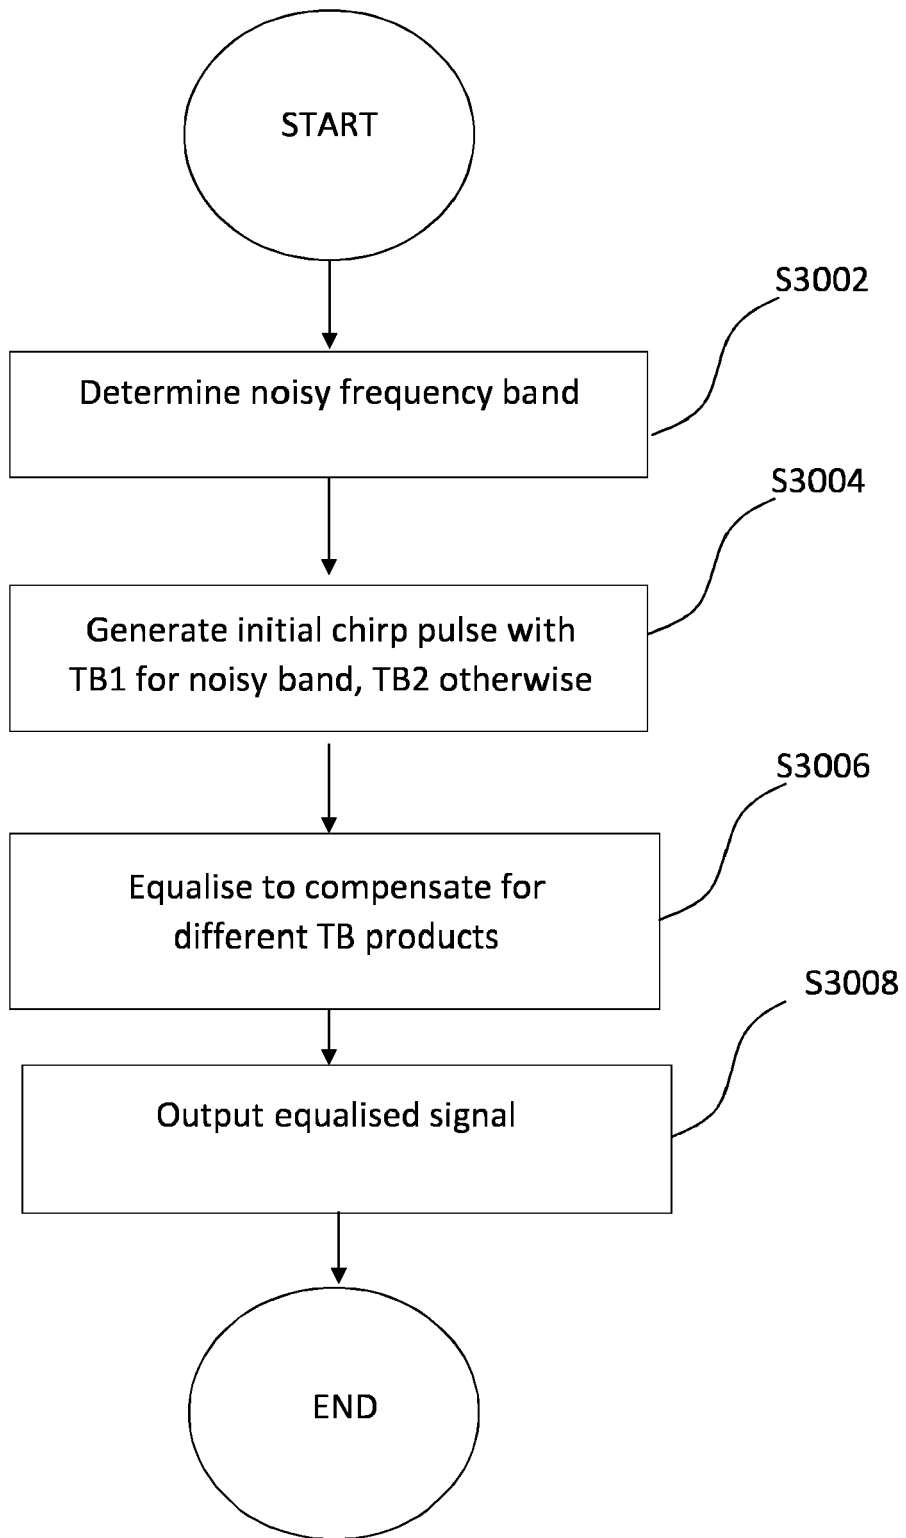 START
S3002
Determine noisy frequency band
S3004
Generate initial chirp pulse with
TB1 for noisy band, TB2 otherwise
S3006
Equalise to compensate for
different TB products
S3008
Output equalised signal
END